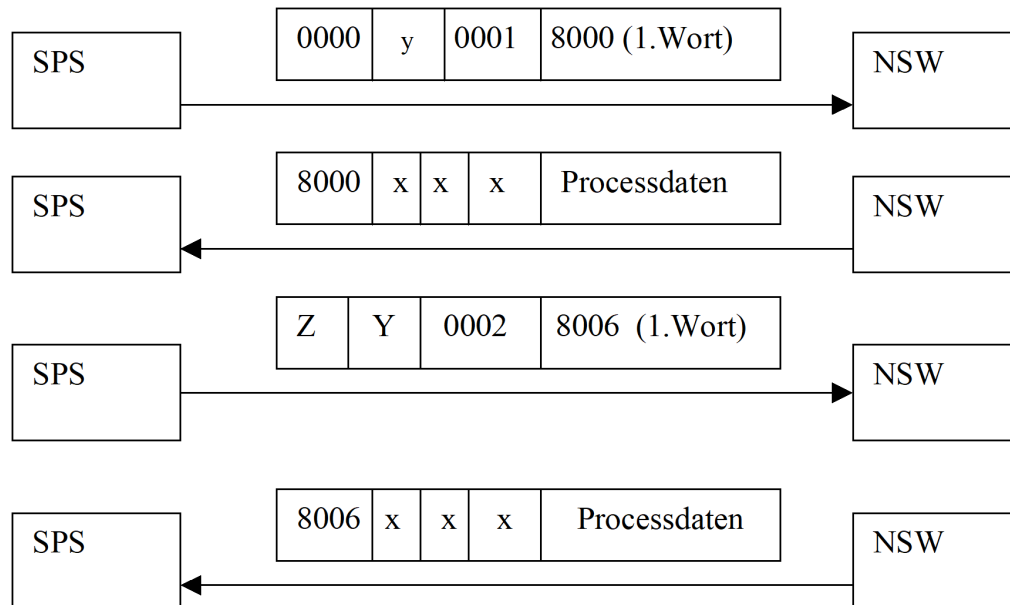 0000 y 0001 8000 (1.Wort)
SPS NSW
8000 x x x Processdaten
SPS NSW
Z Y 0002 8006 (1.Wort)
SPS NSW
8006 x x x Processdaten
SPS NSW